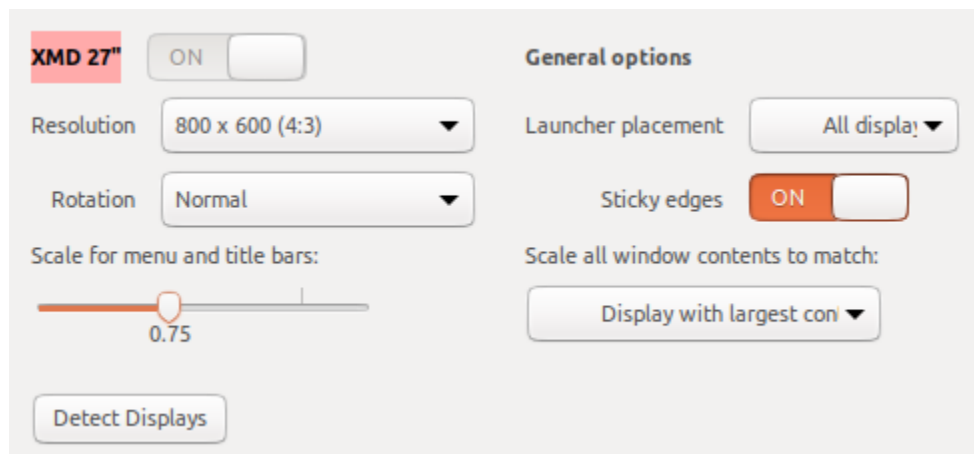 XMD 27" ON
General options
Resolution 800 x 600 (4:3)
Launcher placement All display
Rotation Normal
Sticky edges ON
Scale for menu and title bars:
Scale all window contents to match:
0.75
Display with largest con
Detect Displays